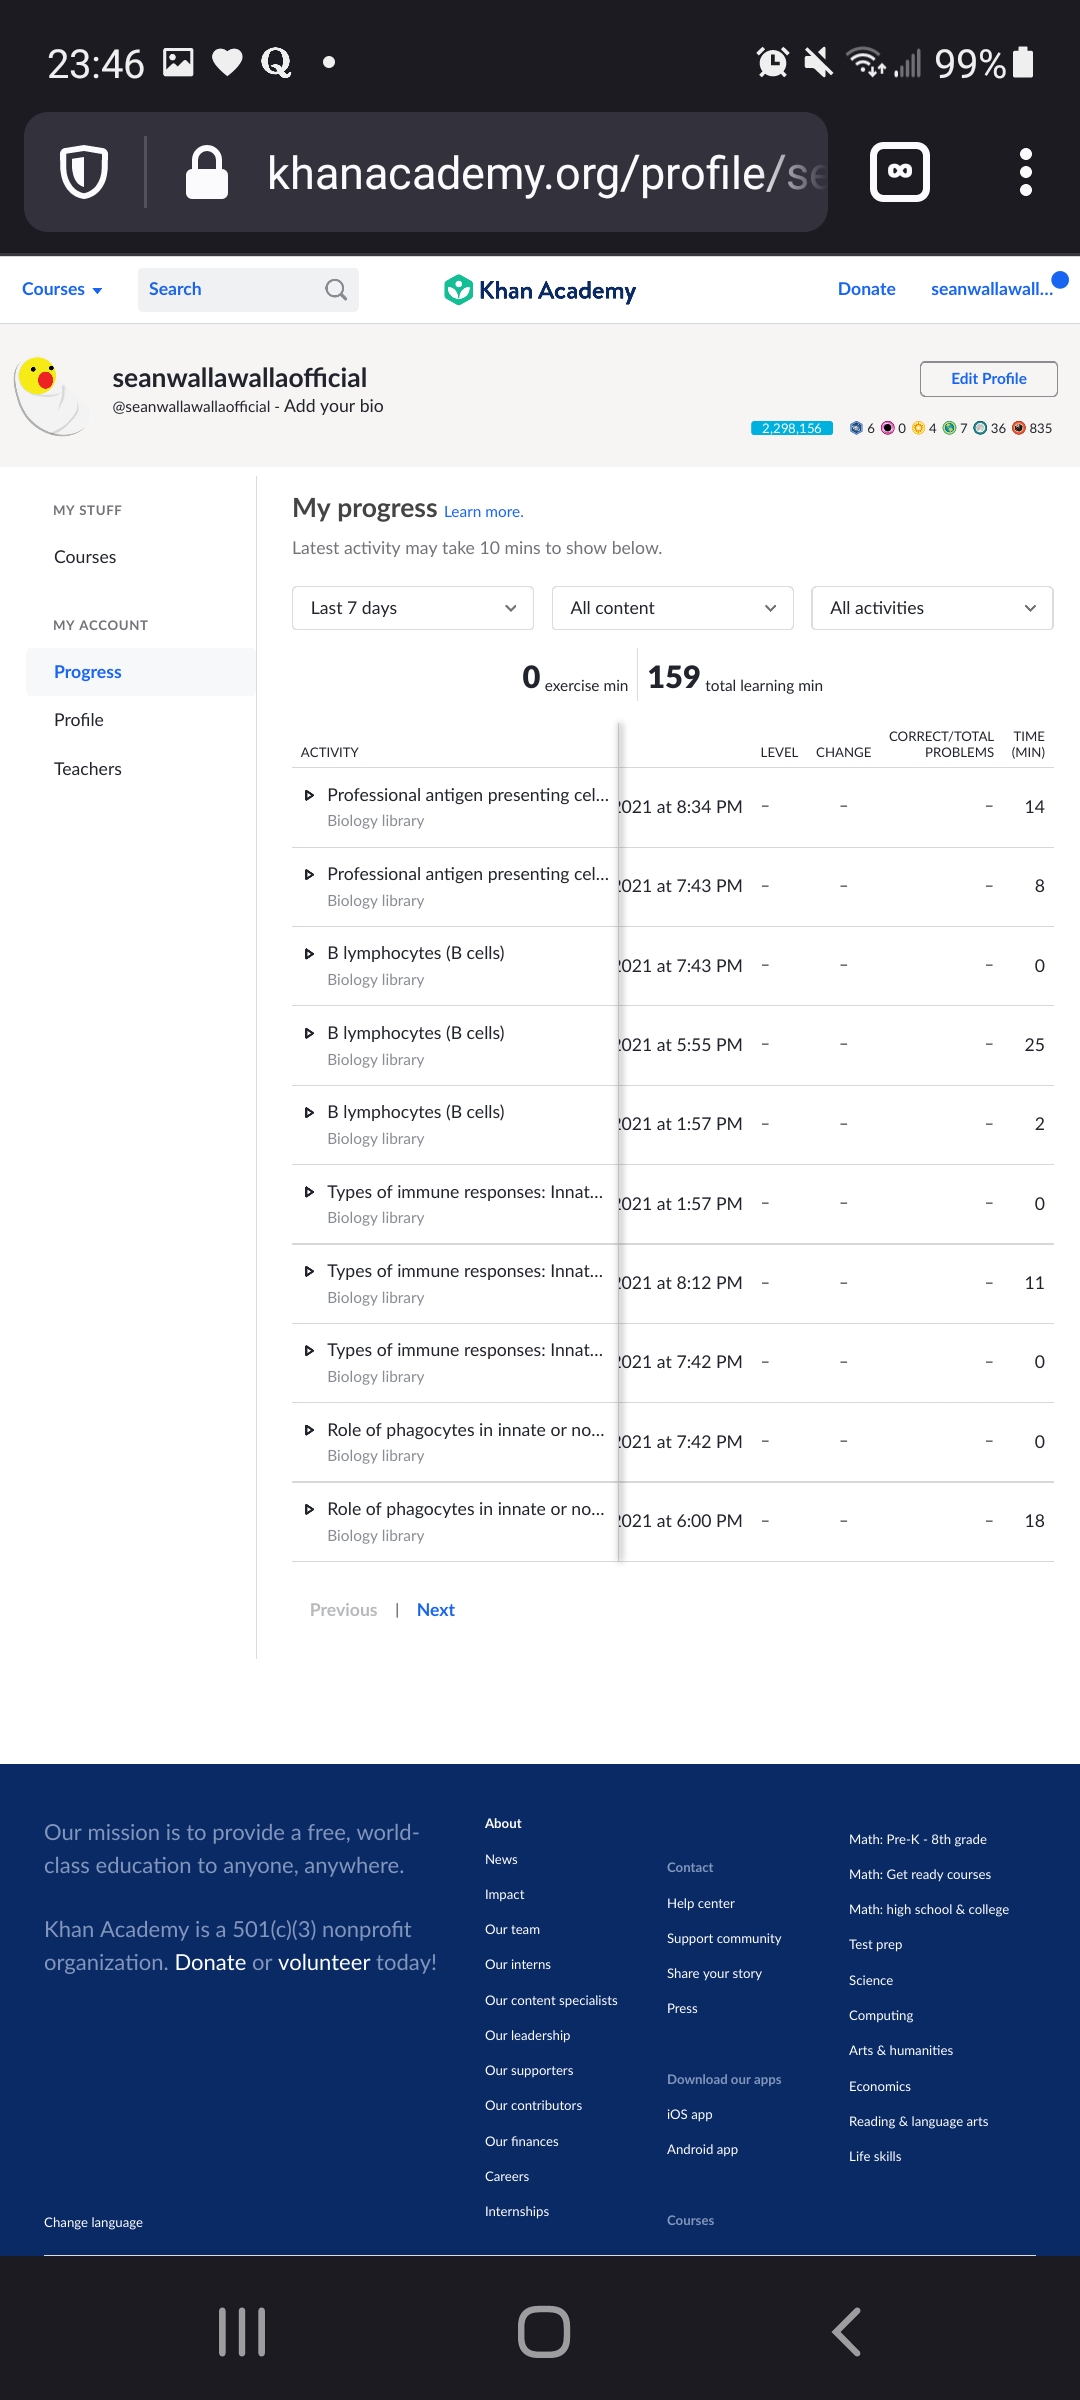 23:46
99%
khanacademy.org/profile/se
Courses
Search
Khan Academy
Donate
seanwallawall...
seanwallawallaofficial
@seanwallawallaofficial - Add your bio
Edit Profile
2,298,156 6 0 4 7 36 835
MY STUFF
Courses
MY ACCOUNT
Progress
Profile
Teachers
My progress Learn more.
Latest activity may take 10 mins to show below.
Last 7 days
All content
All activities
0 exercise min
159 total learning min
ACTIVITY LEVEL CHANGE CORRECT/TOTAL PROBLEMS TIME (MIN)
Professional antigen presenting cel...
Biology library
2021 at 8:34 PM – – – 14
Professional antigen presenting cel...
Biology library
2021 at 7:43 PM – – – 8
B lymphocytes (B cells)
Biology library
2021 at 7:43 PM – – – 0
B lymphocytes (B cells)
Biology library
2021 at 5:55 PM – – – 25
B lymphocytes (B cells)
Biology library
2021 at 1:57 PM – – – 2
Types of immune responses: Innat...
Biology library
2021 at 1:57 PM – – – 0
Types of immune responses: Innat...
Biology library
2021 at 8:12 PM – – – 11
Types of immune responses: Innat...
Biology library
2021 at 7:42 PM – – – 0
Role of phagocytes in innate or no...
Biology library
2021 at 7:42 PM – – – 0
Role of phagocytes in innate or no...
Biology library
2021 at 6:00 PM – – – 18
Previous | Next
Our mission is to provide a free, world-
class education to anyone, anywhere.
Khan Academy is a 501(c)(3) nonprofit
organization. Donate or volunteer today!
Change language
About
News
Impact
Our team
Our interns
Our content specialists
Our leadership
Our supporters
Our contributors
Our finances
Careers
Internships
Contact
Help center
Support community
Share your story
Press
Download our apps
iOS app
Android app
Courses
Math: Pre-K - 8th grade
Math: Get ready courses
Math: high school & college
Test prep
Science
Computing
Arts & humanities
Economics
Reading & language arts
Life skills